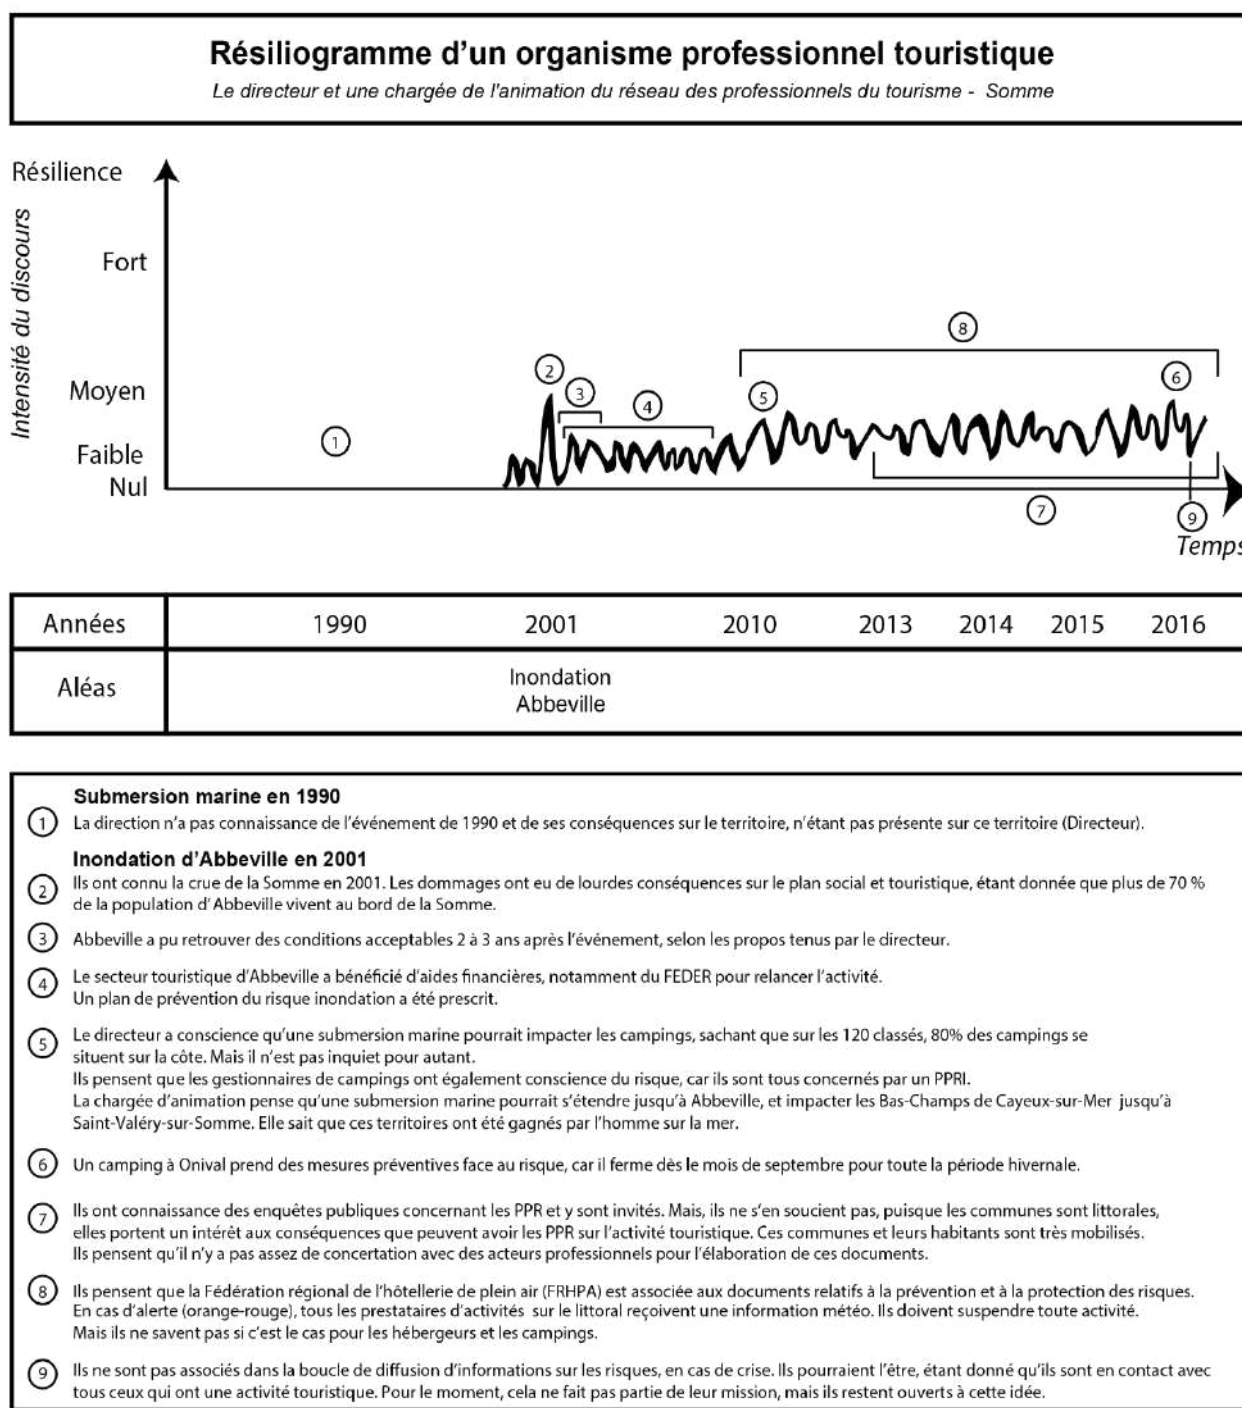 Résiliogramme d'un organisme professionnel touristique
Le directeur et une chargée de l'animation du réseau des professionnels du tourisme - Somme
Résilience
Intensité du discours
Fort
Moyen
Faible
Nul
1
2
3
4
5
6
7
8
9
Temps
Années 1990 2001 2010 2013 2014 2015 2016
Aléas
Inondation
Abbeville
Submersion marine en 1990
1 La direction n'a pas connaissance de l'événement de 1990 et de ses conséquences sur le territoire, n'étant pas présente sur ce territoire (Directeur).
Inondation d'Abbeville en 2001
2 Ils ont connu la crue de la Somme en 2001. Les dommages ont eu de lourdes conséquences sur le plan social et touristique, étant donnée que plus de 70 %
de la population d'Abbeville vivent au bord de la Somme.
3 Abbeville a pu retrouver des conditions acceptables 2 à 3 ans après l'événement, selon les propos tenus par le directeur.
4 Le secteur touristique d'Abbeville a bénéficié d'aides financières, notamment du FEDER pour relancer l'activité.
Un plan de prévention du risque inondation a été prescrit.
5 Le directeur a conscience qu'une submersion marine pourrait impacter les campings, sachant que sur les 120 classés, 80% des campings se
situent sur la côte. Mais il n'est pas inquiet pour autant.
Ils pensent que les gestionnaires de campings ont également conscience du risque, car ils sont tous concernés par un PPRI.
La chargée d'animation pense qu'une submersion marine pourrait s'étendre jusqu'à Abbeville, et impacter les Bas-Champs de Cayeux-sur-Mer jusqu'à
Saint-Valéry-sur-Somme. Elle sait que ces territoires ont été gagnés par l'homme sur la mer.
6 Un camping à Onival prend des mesures préventives face au risque, car il ferme dès le mois de septembre pour toute la période hivernale.
7 Ils ont connaissance des enquêtes publiques concernant les PPR et y sont invités. Mais, ils ne s'en soucient pas, puisque les communes sont littorales,
elles portent un intérêt aux conséquences que peuvent avoir les PPR sur l'activité touristique. Ces communes et leurs habitants sont très mobilisés.
Ils pensent qu'il n'y a pas assez de concertation avec des acteurs professionnels pour l'élaboration de ces documents.
8 Ils pensent que la Fédération régional de l'hôtellerie de plein air (FRHPA) est associée aux documents relatifs à la prévention et à la protection des risques.
En cas d'alerte (orange-rouge), tous les prestataires d'activités sur le littoral reçoivent une information météo. Ils doivent suspendre toute activité.
Mais ils ne savent pas si c'est le cas pour les hébergeurs et les campings.
9 Ils ne sont pas associés dans la boucle de diffusion d'informations sur les risques, en cas de crise. Ils pourraient l'être, étant donné qu'ils sont en contact avec
tous ceux qui ont une activité touristique. Pour le moment, cela ne fait pas partie de leur mission, mais ils restent ouverts à cette idée.